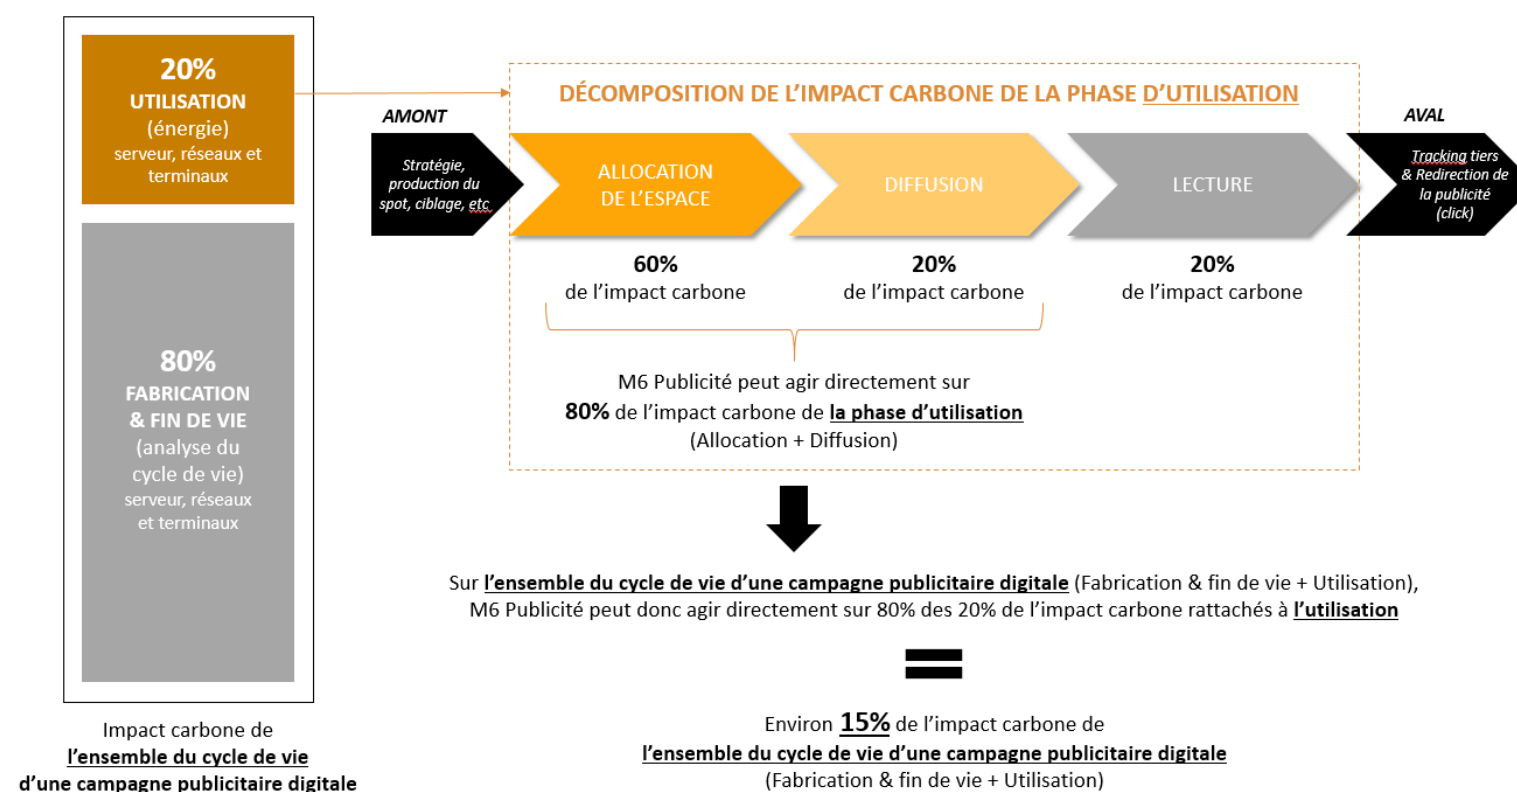 20%
UTILISATION
(énergie)
serveur, réseaux et
terminaux
80%
FABRICATION
& FIN DE VIE
(analyse du
cycle de vie)
serveur, réseaux
et terminaux
Impact carbone de
l’ensemble du cycle de vie
d’une campagne publicitaire digitale
DÉCOMPOSITION DE L’IMPACT CARBONE DE LA PHASE D’UTILISATION
AMONT
Stratégie,
production du
spot, ciblage, etc
ALLOCATION
DE L’ESPACE
DIFFUSION
LECTURE
AVAL
Tracking tiers
& Redirection de
la publicité
(click)
60%
de l’impact carbone
20%
de l’impact carbone
20%
de l’impact carbone
M6 Publicité peut agir directement sur
80% de l’impact carbone de la phase d’utilisation
(Allocation + Diffusion)
Sur l’ensemble du cycle de vie d’une campagne publicitaire digitale (Fabrication & fin de vie + Utilisation),
M6 Publicité peut donc agir directement sur 80% des 20% de l’impact carbone rattachés à l’utilisation
=
Environ 15% de l’impact carbone de
l’ensemble du cycle de vie d’une campagne publicitaire digitale
(Fabrication & fin de vie + Utilisation)